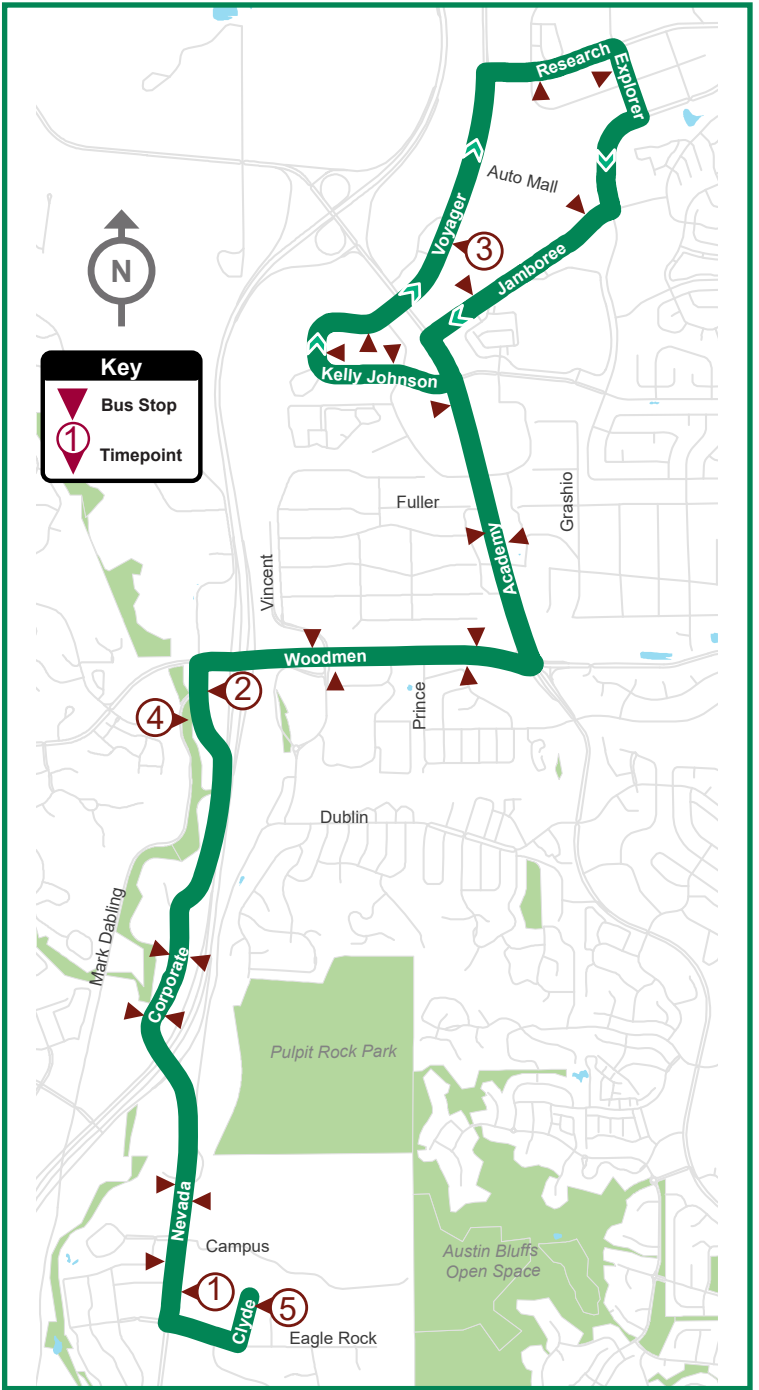 Research
Explorer
Auto Mall
Voyager
3
Jamboree
N
Key
Bus Stop
1
Timepoint
Kelly Johnson
Fuller
Grashio
Academy
Vincent
Woodmen
2
4
Prince
Dublin
Mark Dabling
Corporate
Pulpit Rock Park
Nevada
Campus
Austin Bluffs
Open Space
1
5
Clyde
Eagle Rock